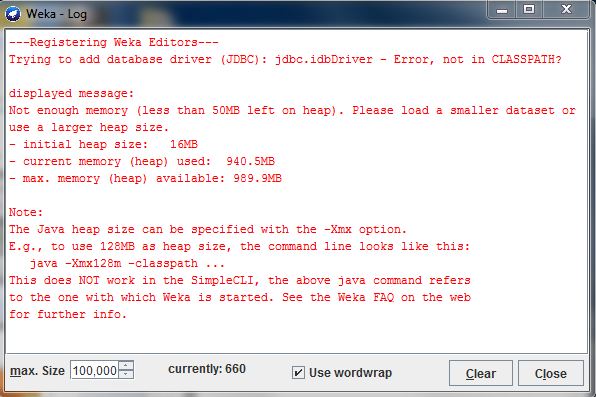 Weka - Log
---Registering Weka Editors---
Trying to add database driver (JDBC): jdbc.idbDriver - Error, not in CLASSPATH?
displayed message:
Not enough memory (less than 50MB left on heap). Please load a smaller dataset or
use a larger heap size.
- initial heap size:   16MB
- current memory (heap) used:  940.5MB
- max. memory (heap) available: 989.9MB
Note:
The Java heap size can be specified with the -Xmx option.
E.g., to use 128MB as heap size, the command line looks like this:
   java -Xmx128m -classpath ...
This does NOT work in the SimpleCLI, the above java command refers
to the one with which Weka is started. See the Weka FAQ on the web
for further info.
max. Size 100,000 currently: 660 Use wordwrap Clear Close